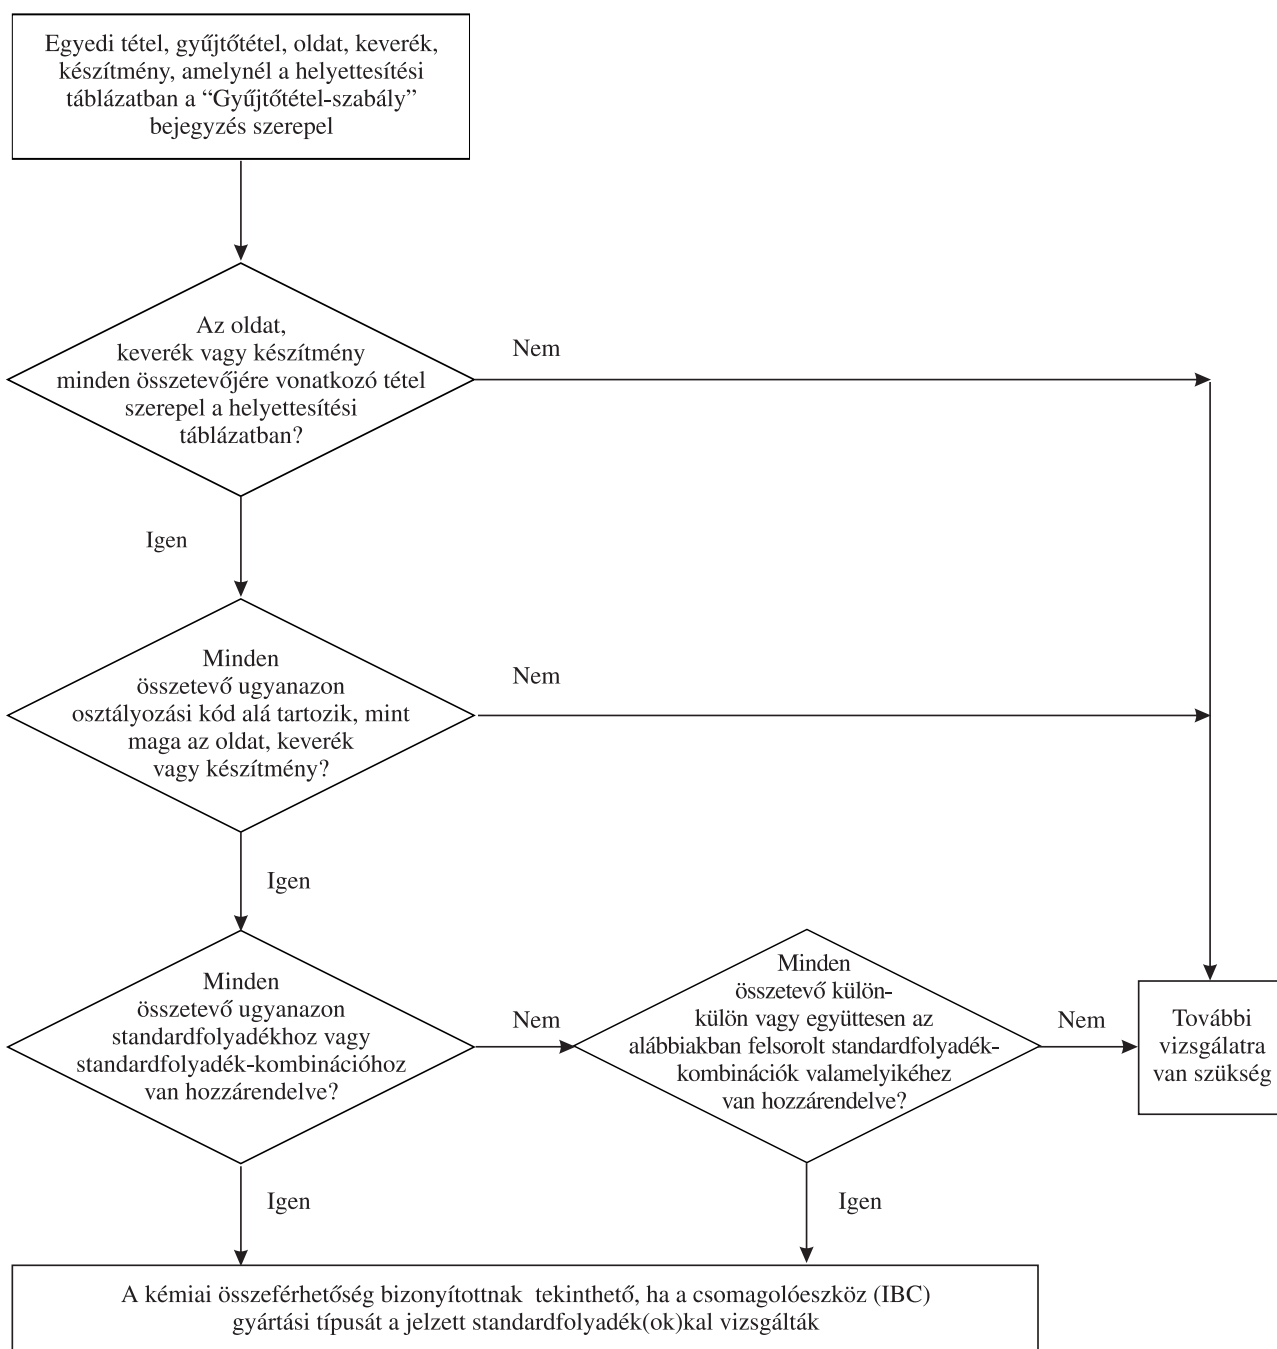 Egyedi tétel, gyűjtőtétel, oldat, keverék,
készítmény, amelynél a helyettesítési
táblázatban a “Gyűjtőtétel-szabály”
bejegyzés szerepel
Az oldat,
keverék vagy készítmény
minden összetevőjére vonatkozó tétel
szerepel a helyettesítési
táblázatban?
Nem
Igen
Minden
összetevő ugyanazon
osztályozási kód alá tartozik, mint
maga az oldat, keverék
vagy készítmény?
Nem
Igen
Minden
összetevő ugyanazon
standardfolyadékhoz vagy
standardfolyadék-kombinációhoz
van hozzárendelve?
Nem
Minden
összetevő külön-
külön vagy együttesen az
alábbiakban felsorolt standardfolyadék-
kombinációk valamelyikéhez
van hozzárendelve?
Nem
További
vizsgálatra
van szükség
Igen
Igen
A kémiai összeférhetőség bizonyítottnak tekinthető, ha a csomagolóeszköz (IBC)
gyártási típusát a jelzett standardfolyadék(ok)kal vizsgálták